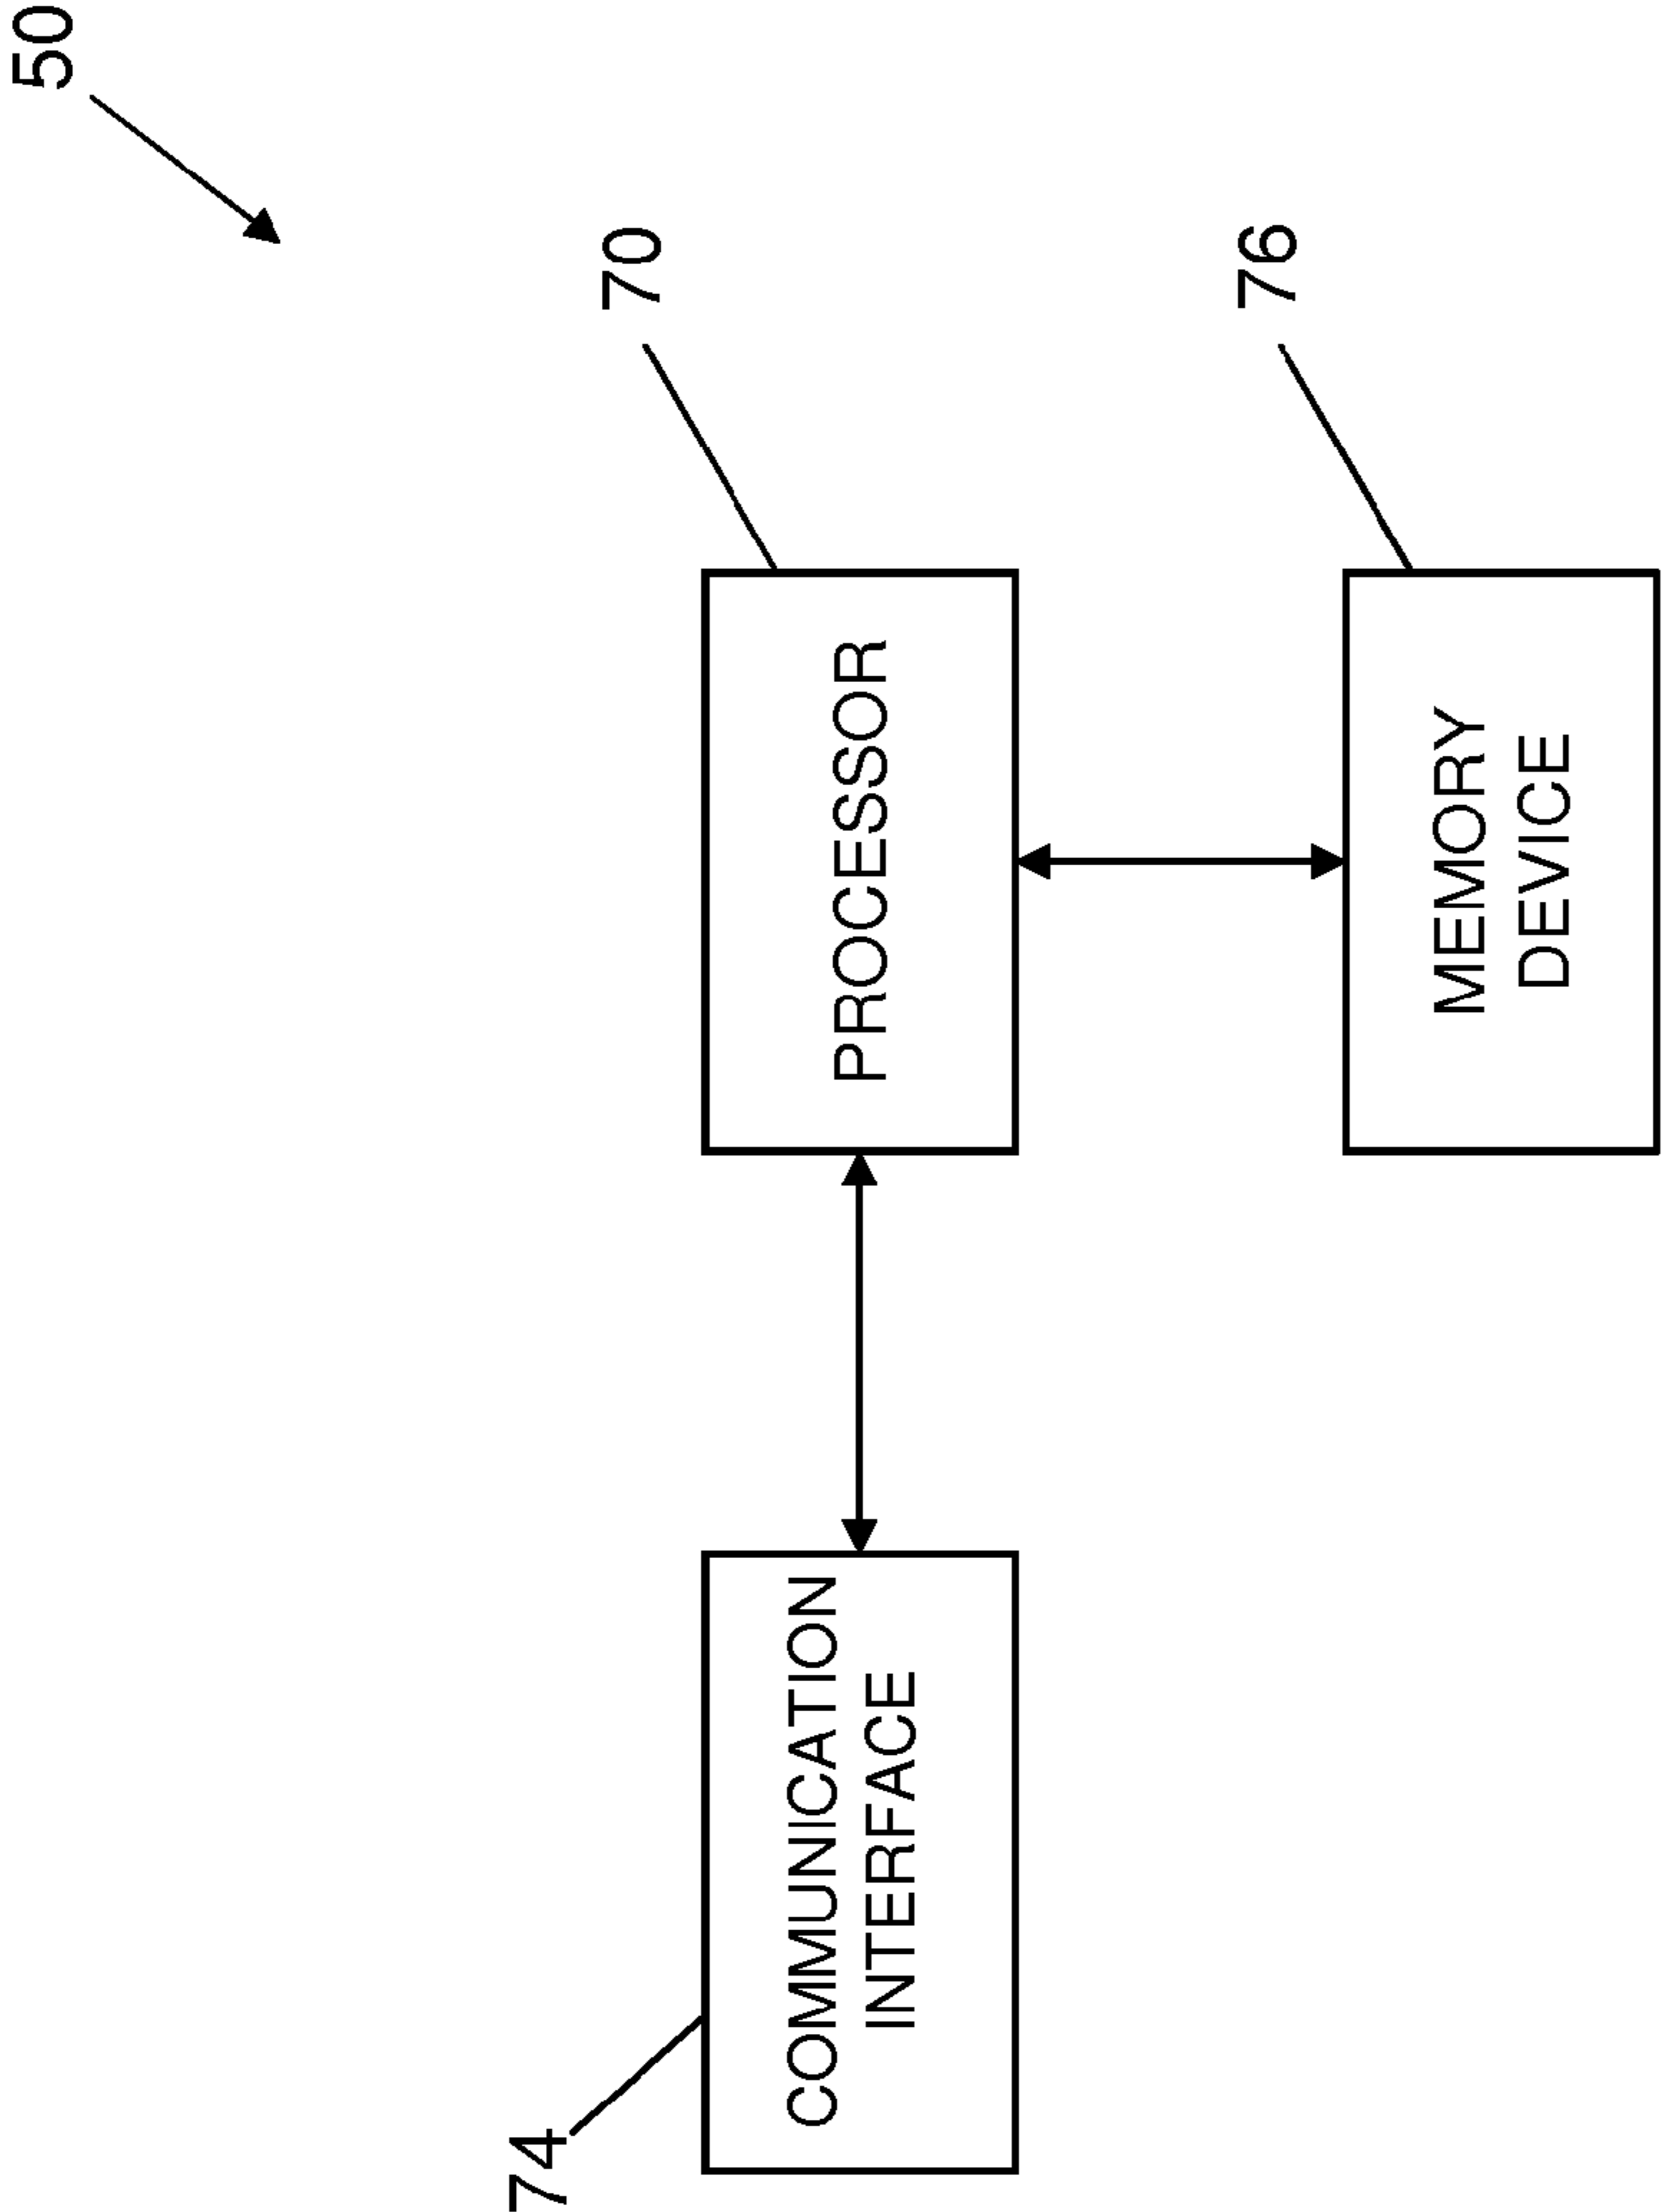 50
70
76
74
PROCESSOR
COMMUNICATION
INTERFACE
MEMORY
DEVICE